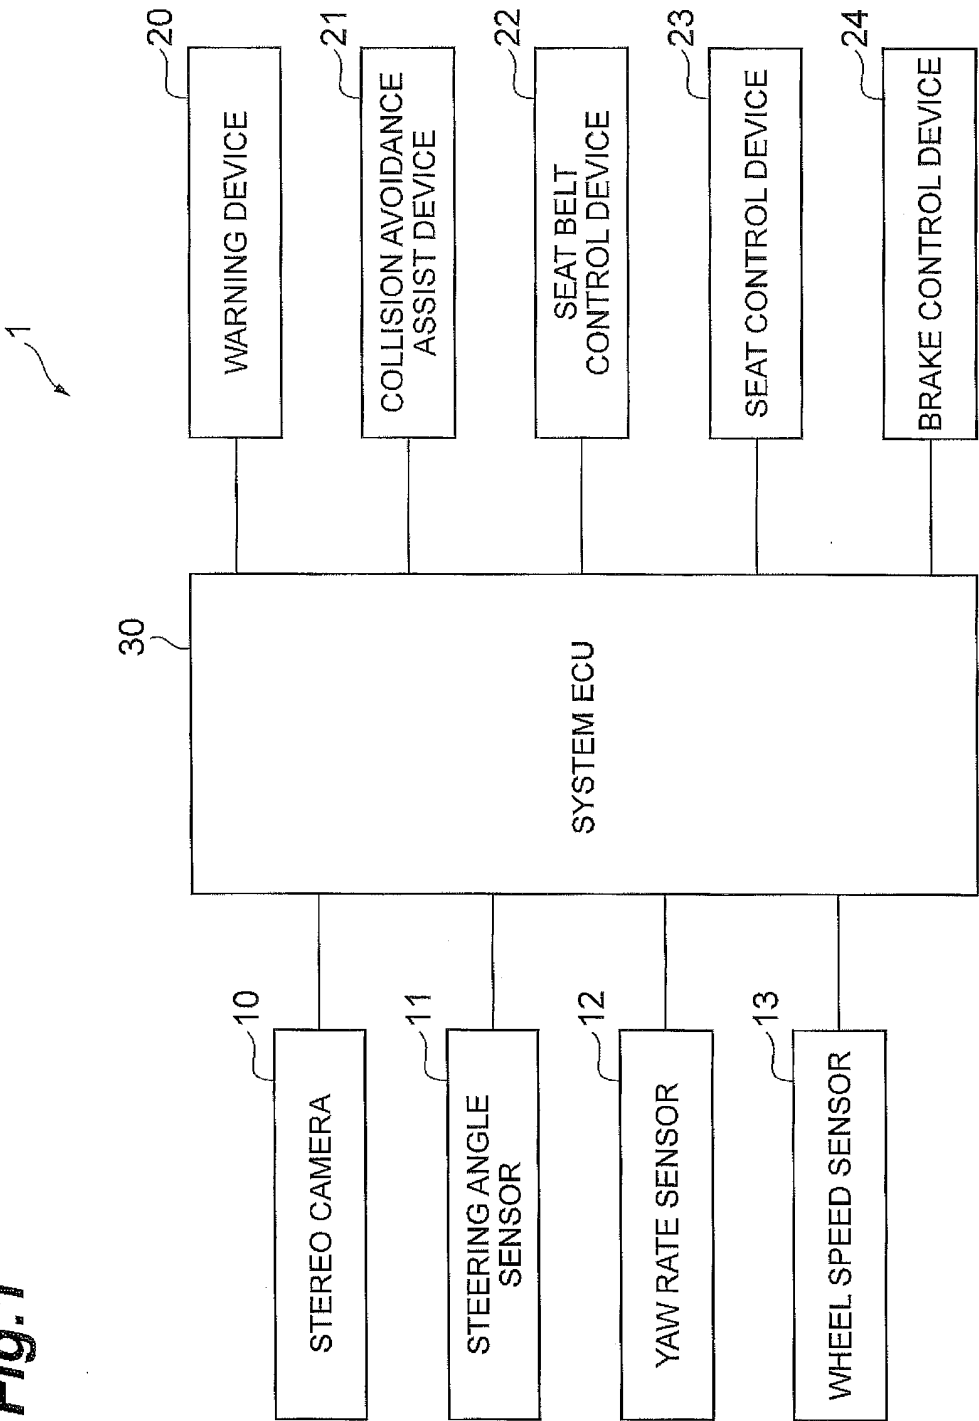 Fig.1
1
10
STEREO CAMERA
11
STEERING ANGLE
SENSOR
12
YAW RATE SENSOR
13
WHEEL SPEED SENSOR
30
SYSTEM ECU
20
WARNING DEVICE
21
COLLISION AVOIDANCE
ASSIST DEVICE
22
SEAT BELT
CONTROL DEVICE
23
SEAT CONTROL DEVICE
24
BRAKE CONTROL DEVICE